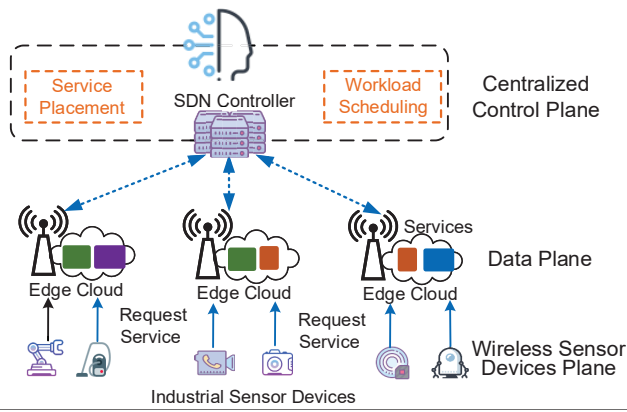 Service
Placement
SDN Controller
Workload
Scheduling
Centralized
Control Plane
Services
Data Plane
Edge Cloud
Edge Cloud
Edge Cloud
Request
Service
Request
Service
Wireless Sensor
Devices Plane
Industrial Sensor Devices